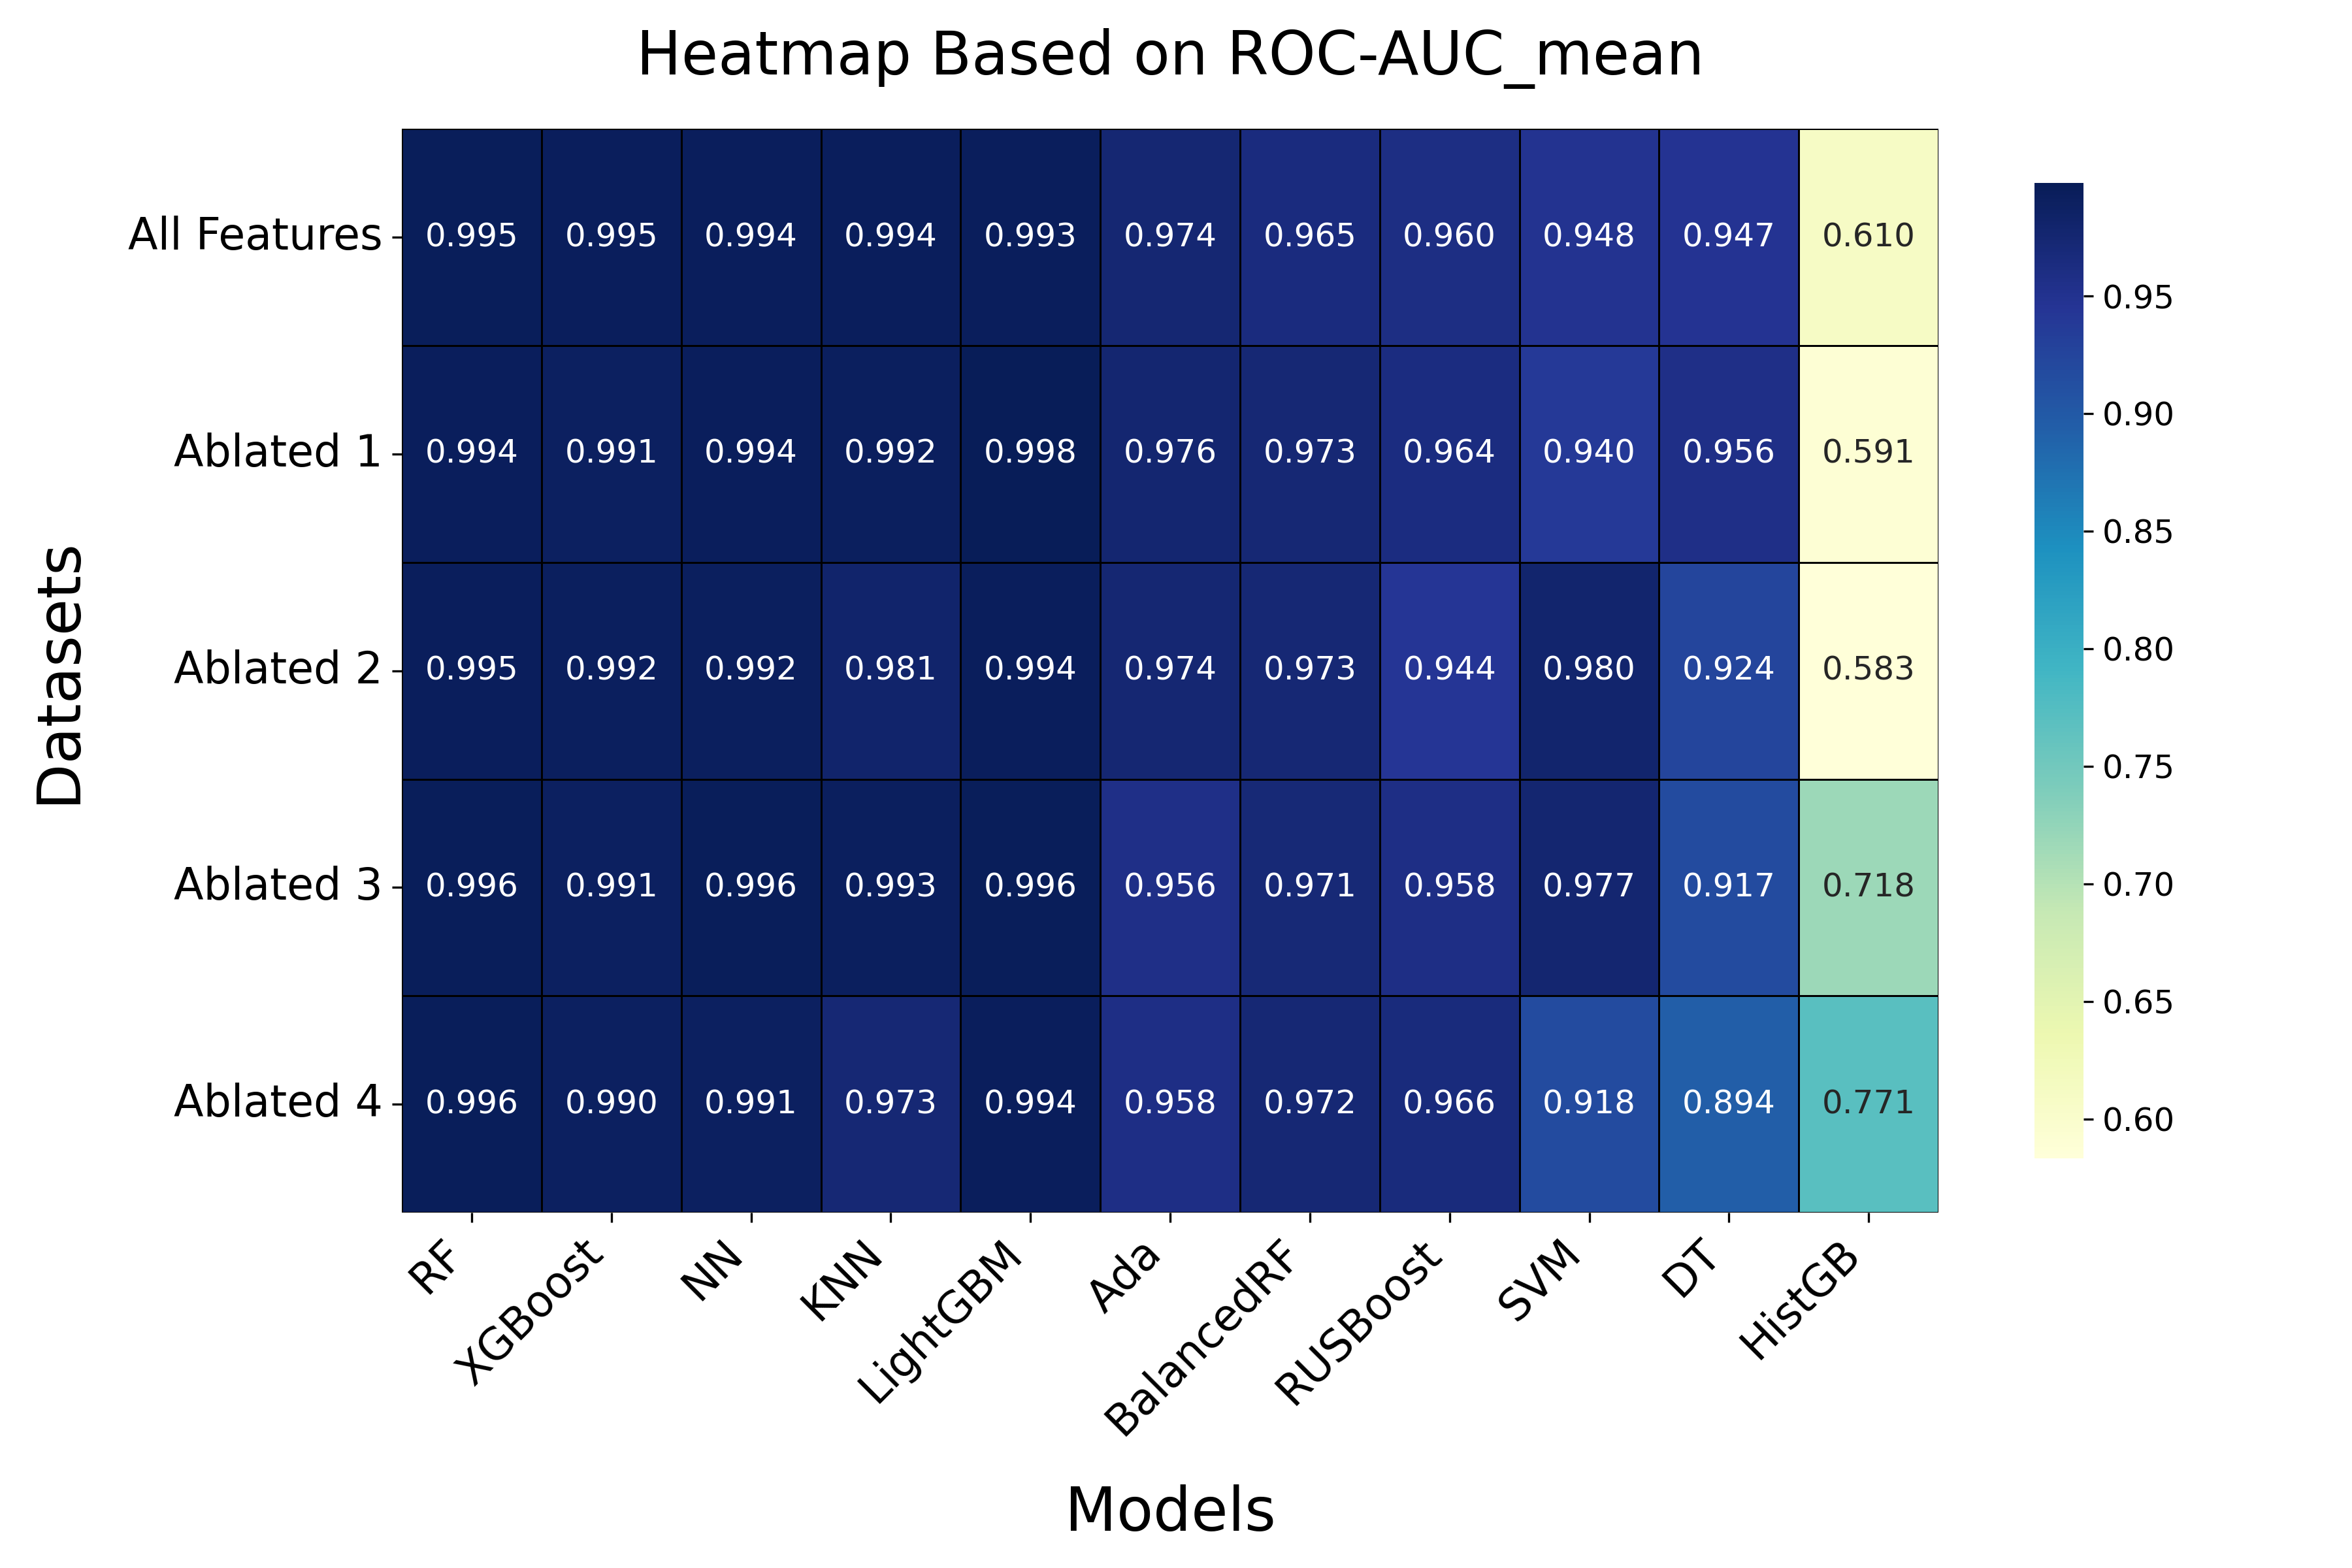 Heatmap Based on ROC-AUC_mean
Datasets
All Features 0.995 0.995 0.994 0.994 0.993 0.974 0.965 0.960 0.948 0.947 0.610
Ablated 1 0.994 0.991 0.994 0.992 0.998 0.976 0.973 0.964 0.940 0.956 0.591
Ablated 2 0.995 0.992 0.992 0.981 0.994 0.974 0.973 0.944 0.980 0.924 0.583
Ablated 3 0.996 0.991 0.996 0.993 0.996 0.956 0.971 0.958 0.977 0.917 0.718
Ablated 4 0.996 0.990 0.991 0.973 0.994 0.958 0.972 0.966 0.918 0.894 0.771
RF XGBoost NN KNN LightGBM Ada BalancedRF RUSBoost SVM DT HistGB
Models
0.95
0.90
0.85
0.80
0.75
0.70
0.65
0.60